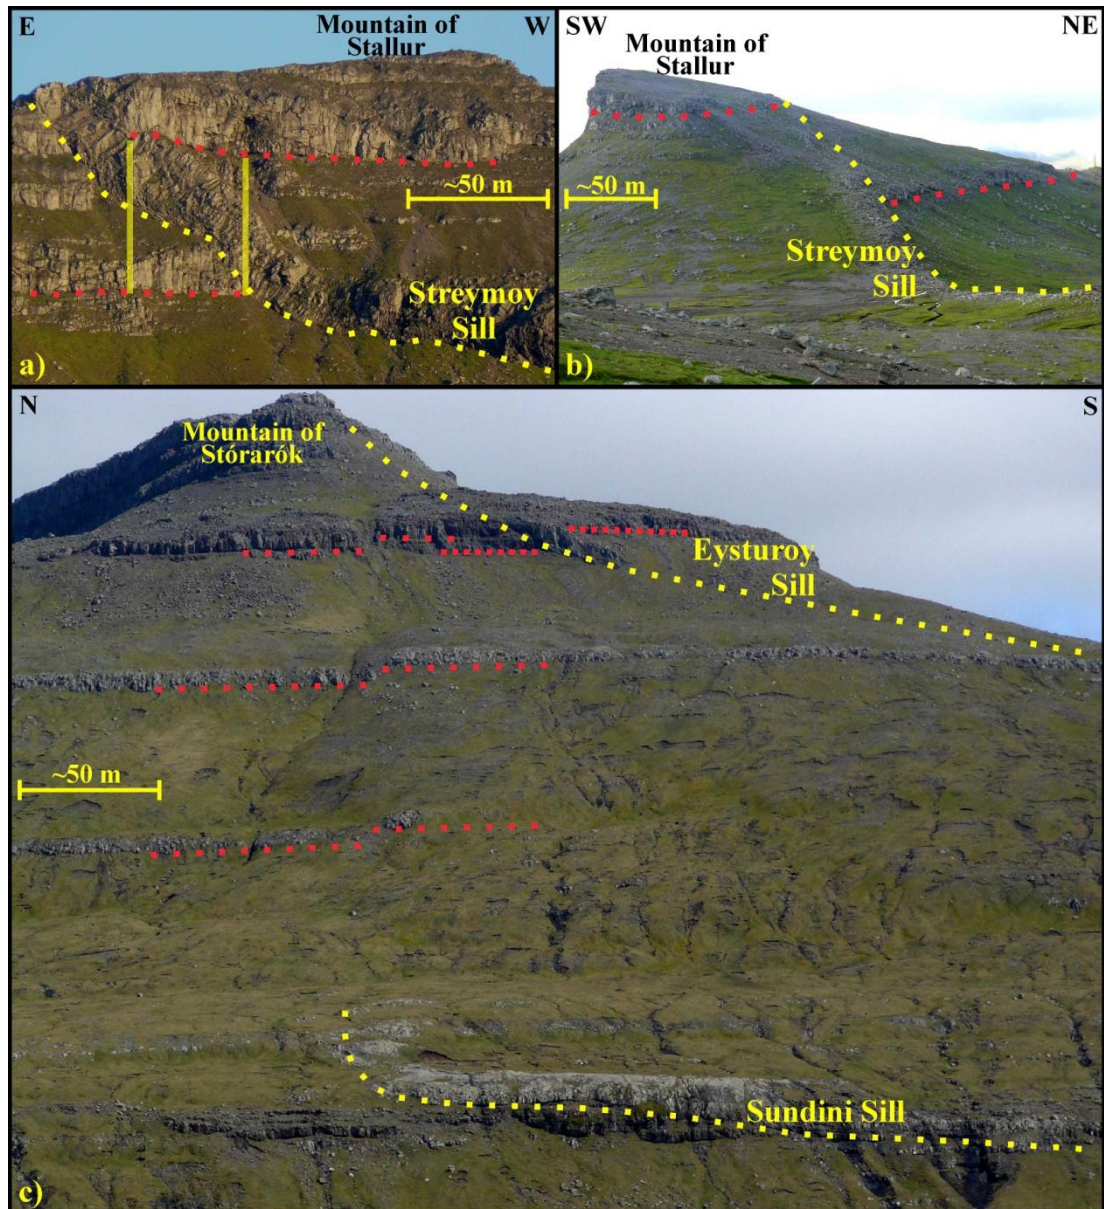 E
Mountain of
Stallur
W
~50 m
Streymoy
Sill
a)
SW
Mountain of
Stallur
NE
~50 m
Streymoy
Sill
b)
N
S
Mountain of
Stórarók
Eysturoy
Sill
~50 m
Sundini Sill
c)